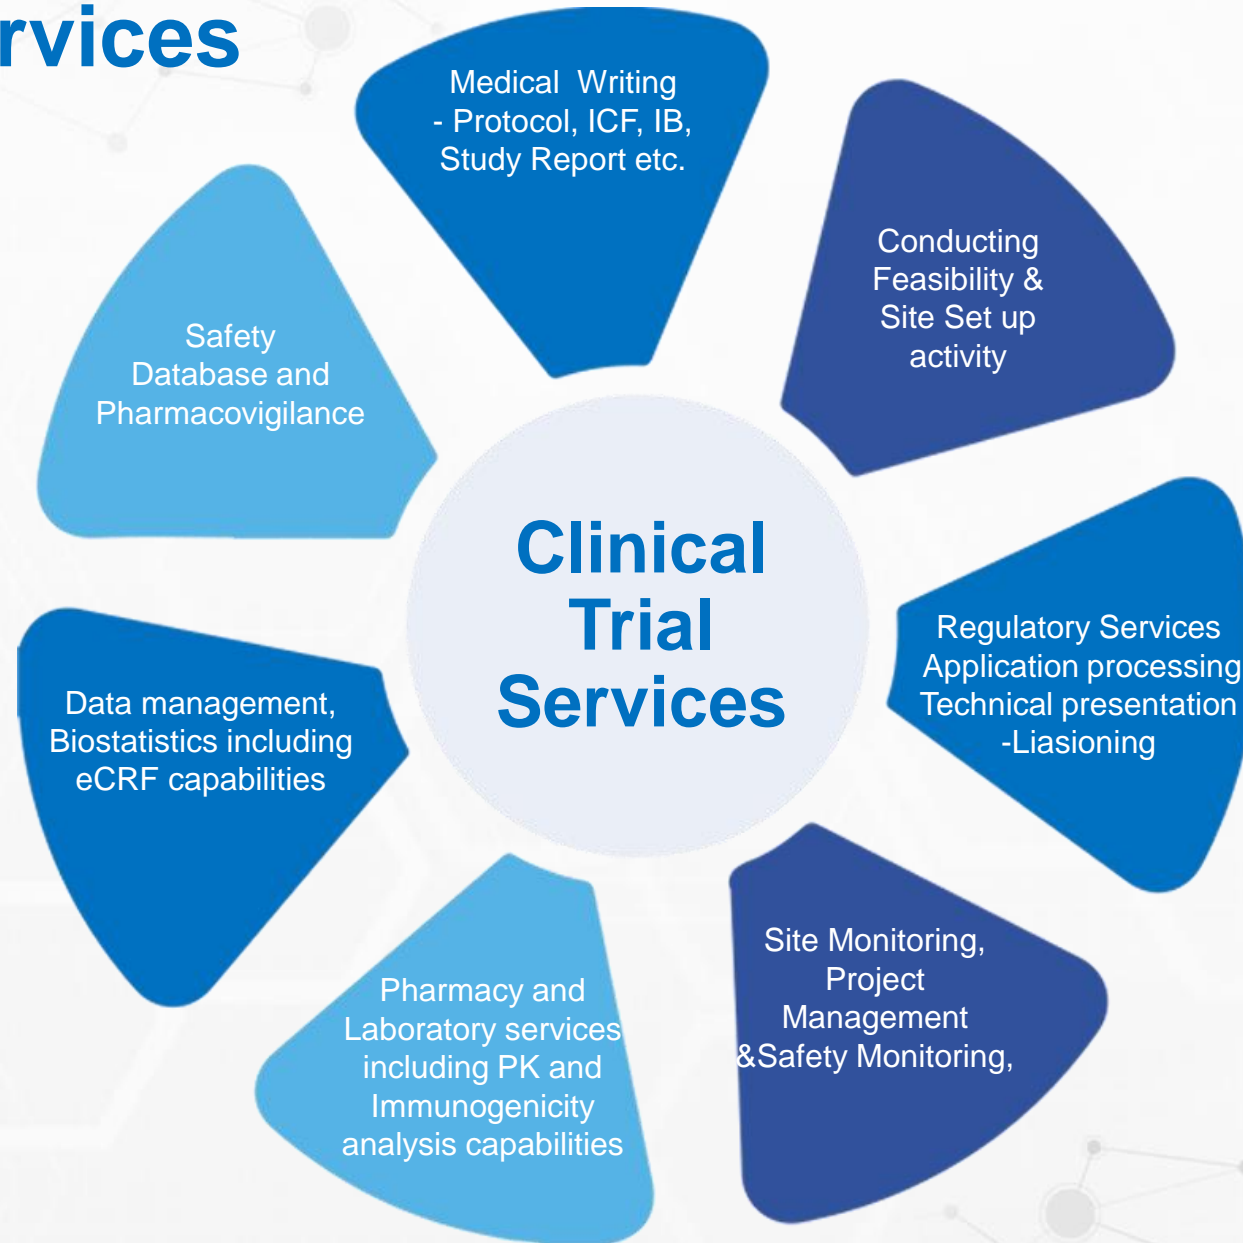 rvices
Medical Writing
- Protocol, ICF, IB,
Study Report etc.
Conducting
Feasibility &
Site Set up
activity
Regulatory Services
Application processing
Technical presentation
-Liasioning
Site Monitoring,
Project
Management
&Safety Monitoring,
Pharmacy and
Laboratory services
including PK and
Immunogenicity
analysis capabilities
Data management,
Biostatistics including
eCRF capabilities
Safety
Database and
Pharmacovigilance
Clinical
Trial
Services